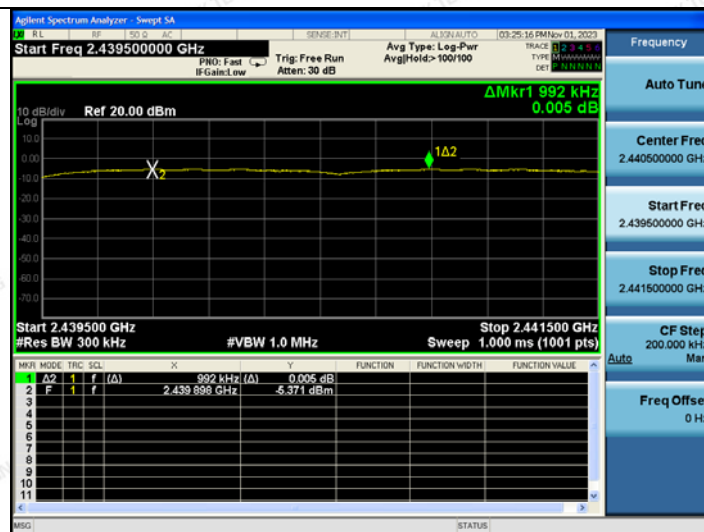 Agilent Spectrum Analyzer - Swept SA
RL RF 50 Ω AC SENSE:INT ALIGN AUTO 03:25:16 PM Nov 01, 2023
Start Freq 2.439500000 GHz
PNO: Fast
IFGain:Low
Trig: Free Run
Atten: 30 dB
Avg Type: Log-Pwr
Avg|Hold:>100/100
TRACE 1 2 3 4 5 6
TYPE M
DET P N N N N N
ΔMkr1 992 kHz
0.005 dB
10 dB/div Ref 20.00 dBm
Log
10.0
0.00
-10.0
-20.0
-30.0
-40.0
-50.0
-60.0
-70.0
1Δ2
X2
Start 2.439500 GHz Stop 2.441500 GHz
#Res BW 300 kHz #VBW 1.0 MHz Sweep 1.000 ms (1001 pts)
MKR MODE TRC SCL X Y FUNCTION FUNCTION WIDTH FUNCTION VALUE
1 Δ2 1 f (Δ) 992 kHz (Δ) 0.005 dB
2 F 1 f 2.439 898 GHz -5.371 dBm
3
4
5
6
7
8
9
10
11
MSG STATUS
Frequency
Auto Tune
Center Freq
2.440500000 GHz
Start Freq
2.439500000 GHz
Stop Freq
2.441500000 GHz
CF Step
200.000 kHz
Auto Man
Freq Offset
0 Hz